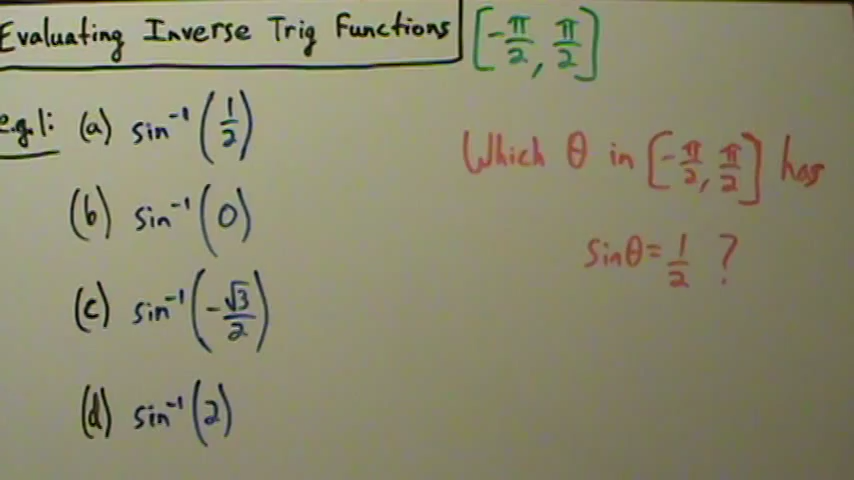 Evaluating Inverse Trig Functions [-π/2, π/2]
e.g.1: (a) sin⁻¹(1/2)
(b) sin⁻¹(0)
(c) sin⁻¹(-√3/2)
(d) sin⁻¹(2)
Which θ in [-π/2, π/2] has
sinθ = 1/2 ?